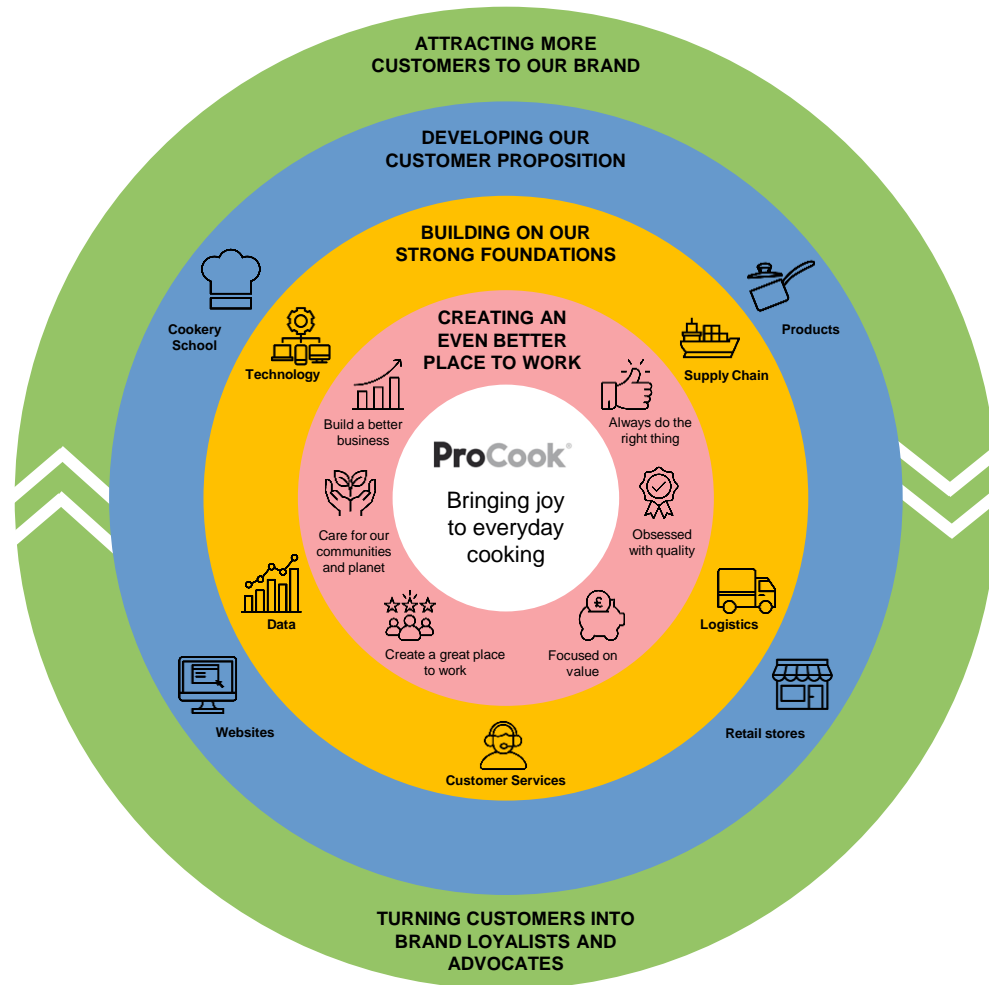 ATTRACTING MORE
CUSTOMERS TO OUR BRAND
DEVELOPING OUR
CUSTOMER PROPOSITION
BUILDING ON OUR
STRONG FOUNDATIONS
CREATING AN
EVEN BETTER
PLACE TO WORK
Cookery
School
Products
Technology
Supply Chain
Build a better
business
Always do the
right thing
ProCook®
Bringing joy
to everyday
cooking
Care for our
communities
and planet
Obsessed
with quality
Data
£
Logistics
Create a great place
to work
Focused on
value
Websites
Retail stores
Customer Services
TURNING CUSTOMERS INTO
BRAND LOYALISTS AND
ADVOCATES